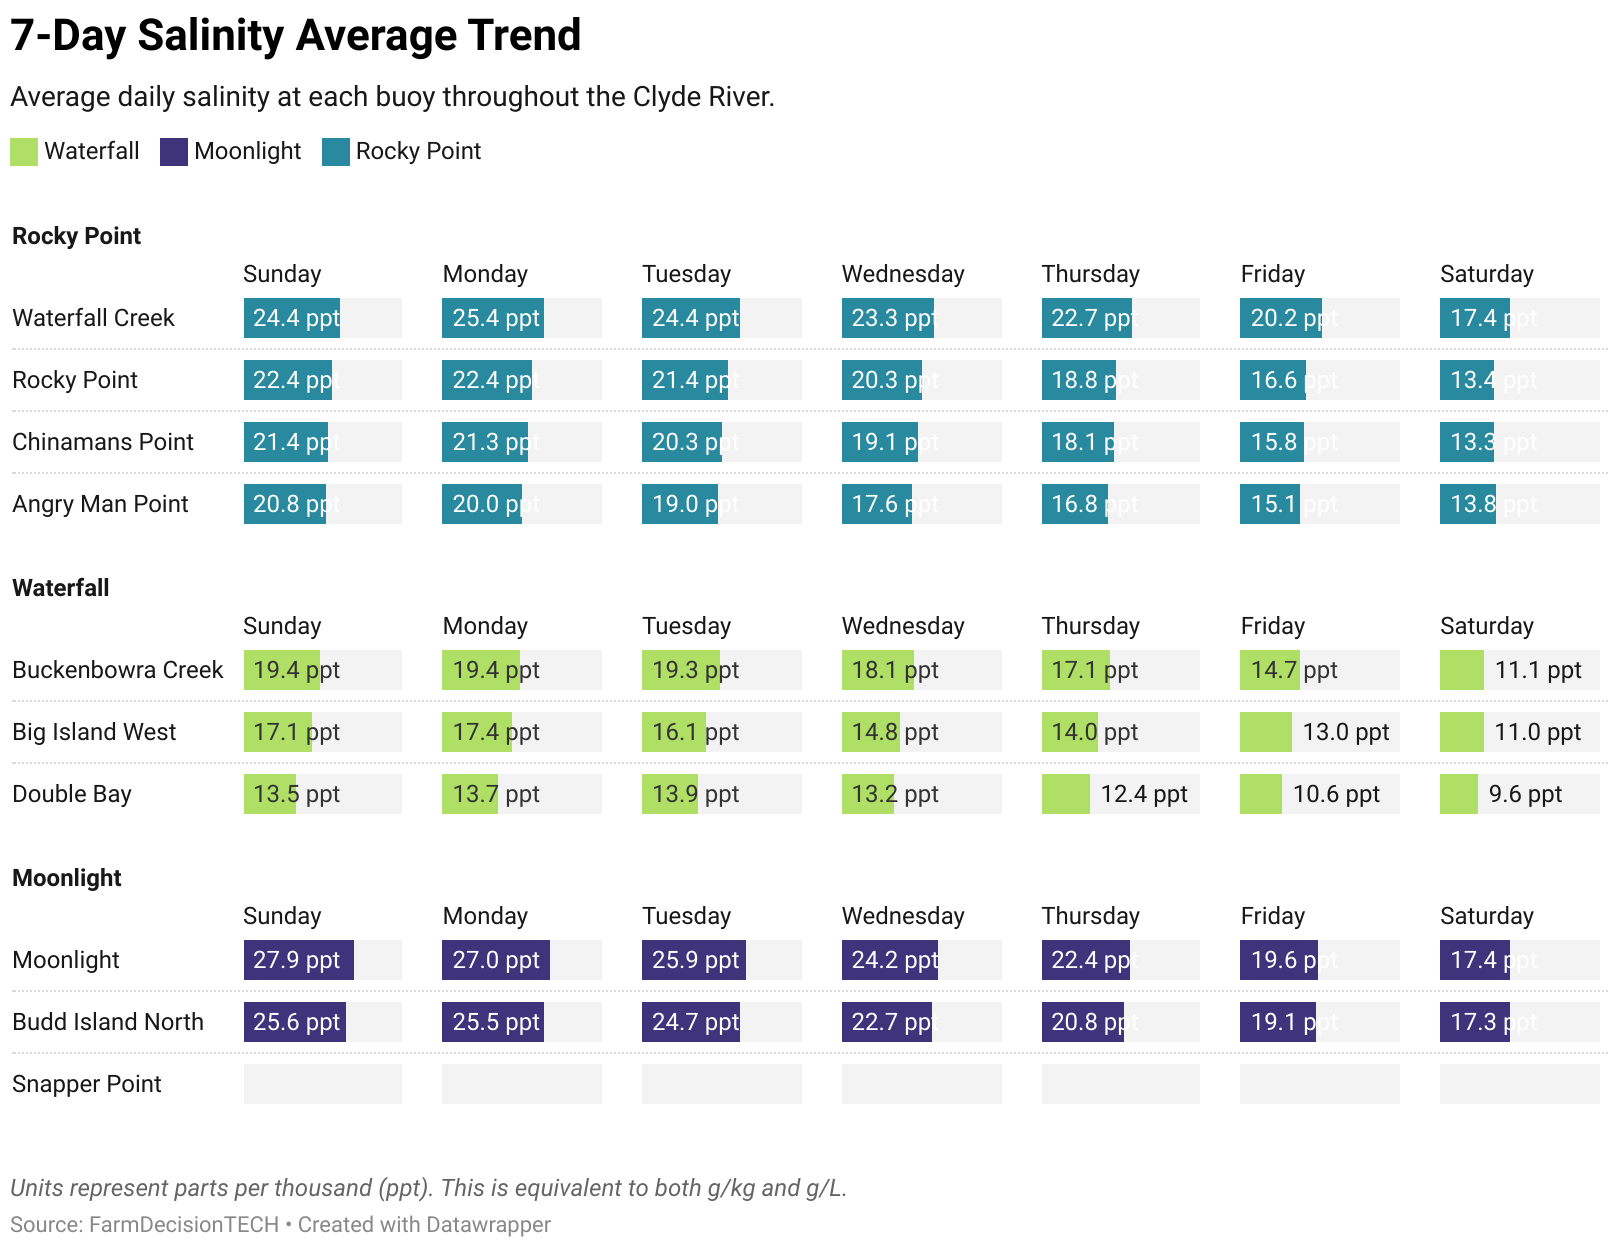 7-Day Salinity Average Trend
Average daily salinity at each buoy throughout the Clyde River.
Waterfall Moonlight Rocky Point
Rocky Point
Sunday Monday Tuesday Wednesday Thursday Friday Saturday
Waterfall Creek 24.4 ppt 25.4 ppt 24.4 ppt 23.3 ppt 22.7 ppt 20.2 ppt 17.4 ppt
Rocky Point 22.4 ppt 22.4 ppt 21.4 ppt 20.3 ppt 18.8 ppt 16.6 ppt 13.4 ppt
Chinamans Point 21.4 ppt 21.3 ppt 20.3 ppt 19.1 ppt 18.1 ppt 15.8 ppt 13.3 ppt
Angry Man Point 20.8 ppt 20.0 ppt 19.0 ppt 17.6 ppt 16.8 ppt 15.1 ppt 13.8 ppt
Waterfall
Sunday Monday Tuesday Wednesday Thursday Friday Saturday
Buckenbowra Creek 19.4 ppt 19.4 ppt 19.3 ppt 18.1 ppt 17.1 ppt 14.7 ppt 11.1 ppt
Big Island West 17.1 ppt 17.4 ppt 16.1 ppt 14.8 ppt 14.0 ppt 13.0 ppt 11.0 ppt
Double Bay 13.5 ppt 13.7 ppt 13.9 ppt 13.2 ppt 12.4 ppt 10.6 ppt 9.6 ppt
Moonlight
Sunday Monday Tuesday Wednesday Thursday Friday Saturday
Moonlight 27.9 ppt 27.0 ppt 25.9 ppt 24.2 ppt 22.4 ppt 19.6 ppt 17.4 ppt
Budd Island North 25.6 ppt 25.5 ppt 24.7 ppt 22.7 ppt 20.8 ppt 19.1 ppt 17.3 ppt
Snapper Point
Units represent parts per thousand (ppt). This is equivalent to both g/kg and g/L.
Source: FarmDecisionTECH • Created with Datawrapper